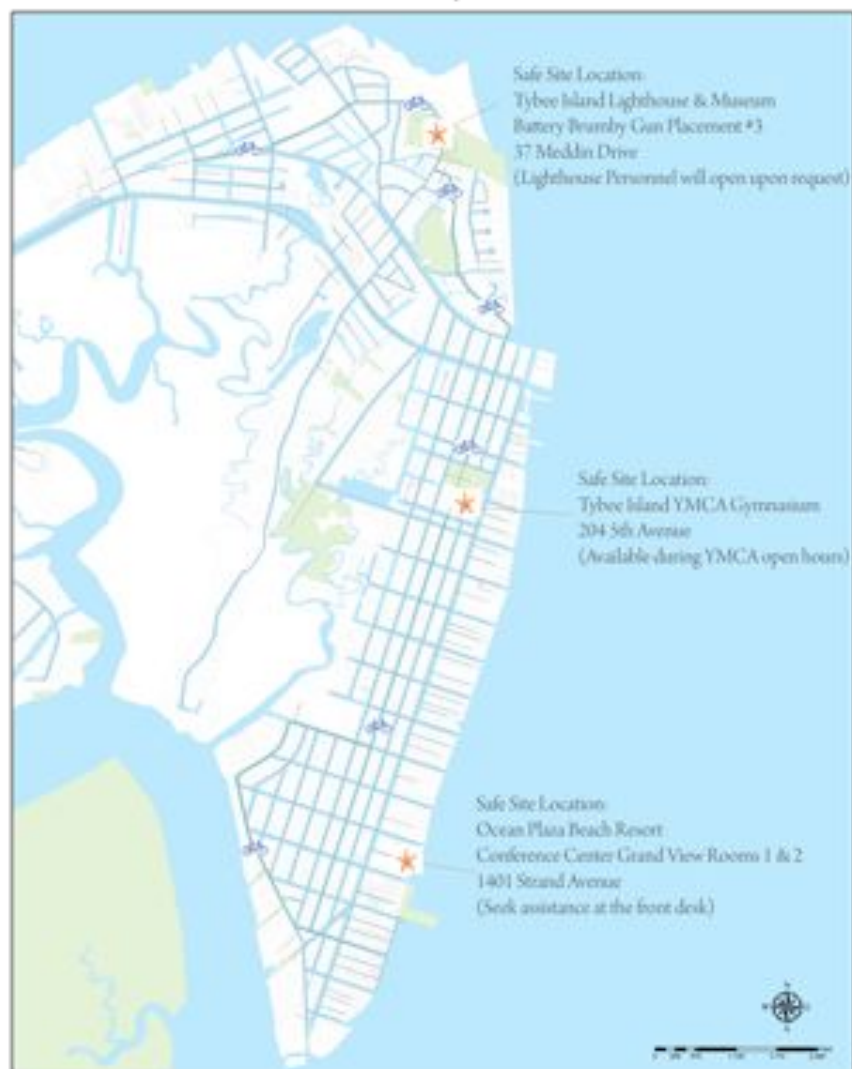 Safe Site Location:
Tybee Island Lighthouse & Museum
Battery Brumby Gun Placement #3
37 Meddin Drive
(Lighthouse Personnel will open upon request)
Safe Site Location:
Tybee Island YMCA Gymnasium
204 5th Avenue
(Available during YMCA open hours)
Safe Site Location:
Ocean Plaza Beach Resort
Conference Center Grand View Rooms 1 & 2
1401 Strand Avenue
(Seek assistance at the front desk)